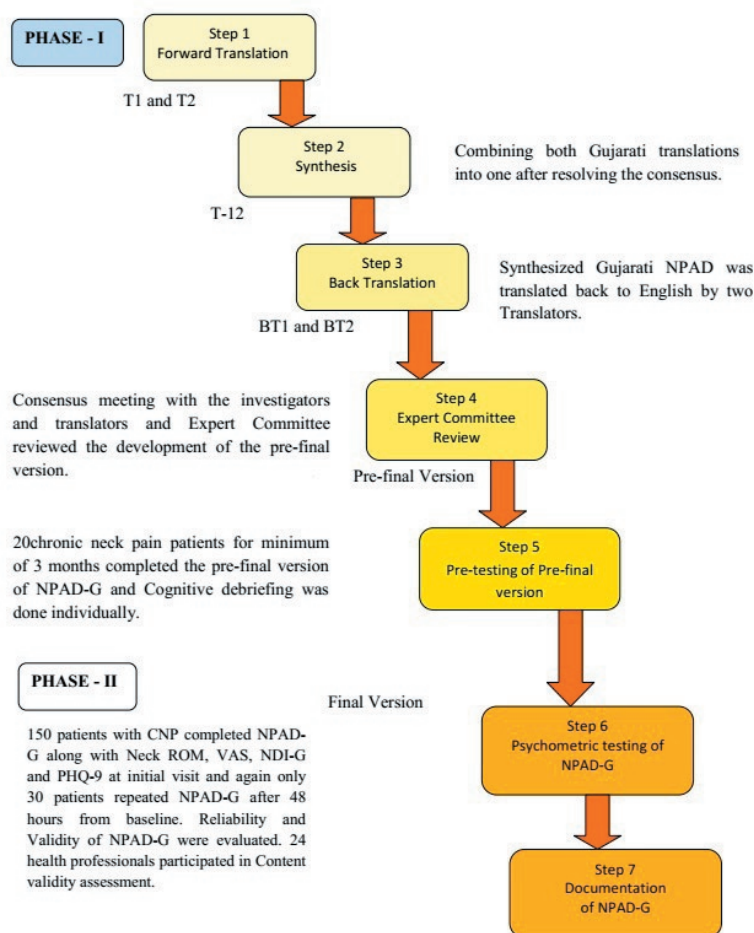 PHASE - I
Step 1
Forward Translation
T1 and T2
Step 2
Synthesis
Combining both Gujarati translations
into one after resolving the consensus.
T-12
Step 3
Back Translation
Synthesized Gujarati NPAD was
translated back to English by two
Translators.
BT1 and BT2
Consensus meeting with the investigators
and translators and Expert Committee
reviewed the development of the pre-final
version.
Step 4
Expert Committee
Review
Pre-final Version
20chronic neck pain patients for minimum
of 3 months completed the pre-final version
of NPAD-G and Cognitive debriefing was
done individually.
Step 5
Pre-testing of Pre-final
version
PHASE - II
Final Version
150 patients with CNP completed NPAD-
G along with Neck ROM, VAS, NDI-G
and PHQ-9 at initial visit and again only
30 patients repeated NPAD-G after 48
hours from baseline. Reliability and
Validity of NPAD-G were evaluated. 24
health professionals participated in Content
validity assessment.
Step 6
Psychometric testing of
NPAD-G
Step 7
Documentation
of NPAD-G